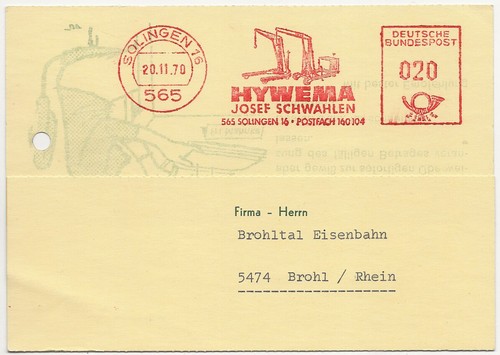 SOLINGEN 16
20.11.70
565
HYWEMA
JOSEF SCHWAHLEN
565 SOLINGEN 16 • POSTFACH 160104
DEUTSCHE
BUNDESPOST
020
Firma - Herrn
Brohltal Eisenbahn
5474 Brohl / Rhein